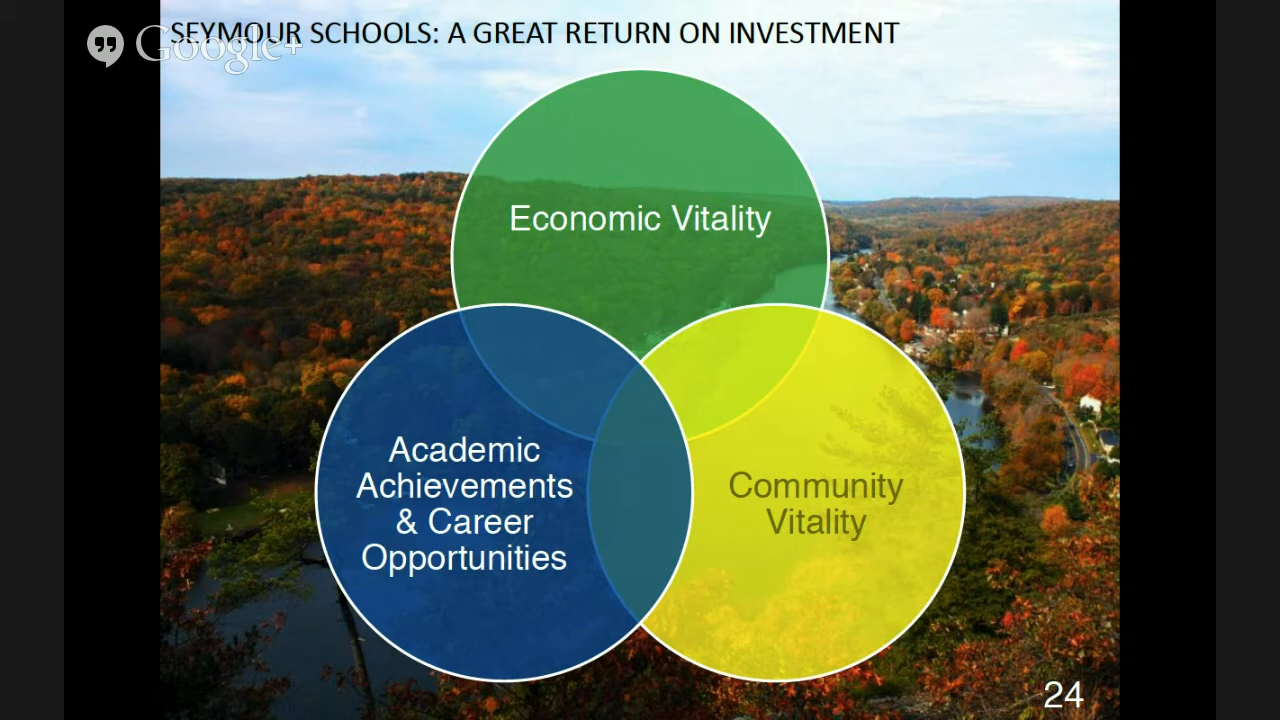 SEYMOUR SCHOOLS: A GREAT RETURN ON INVESTMENT
Google+
Economic Vitality
Academic
Achievements
& Career
Opportunities
Community
Vitality
24